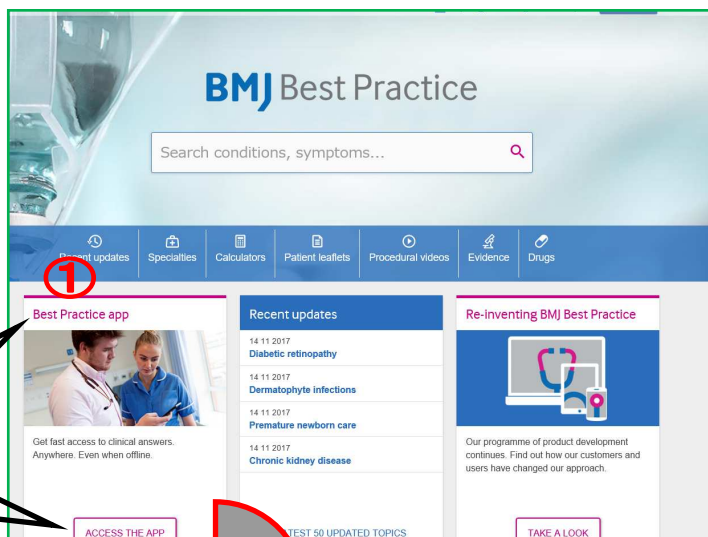 BMJ Best Practice
Search conditions, symptoms...
Recent updates
Specialties
Calculators
Patient leaflets
Procedural videos
Evidence
Drugs
①
Best Practice app
Get fast access to clinical answers.
Anywhere. Even when offline.
ACCESS THE APP
Recent updates
14 11 2017
Diabetic retinopathy
14 11 2017
Dermatophyte infections
14 11 2017
Premature newborn care
14 11 2017
Chronic kidney disease
TEST 50 UPDATED TOPICS
Re-inventing BMJ Best Practice
Our programme of product development
continues. Find out how our customers and
users have changed our approach.
TAKE A LOOK